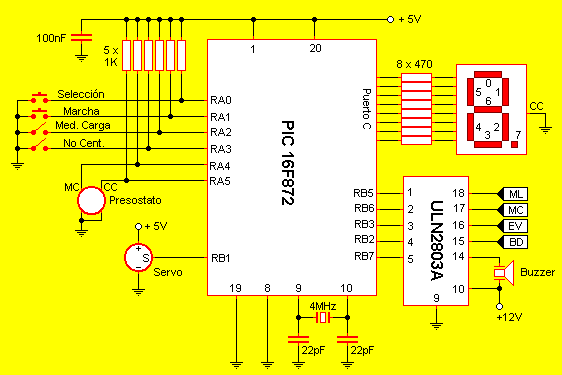 + 5V
100nF
5 x
1K
1
20
8 x 470
Selección
RA0
Marcha
RA1
Med. Carga
RA2
No Cent.
RA3
RA4
MC
CC
RA5
Presostato
PIC 16F872
Puerto C
0
5
1
6
4
2
3
7
CC
RB5
1
18
ML
RB6
2
17
MC
RB3
3
16
EV
RB2
4
15
BD
RB7
5
14
ULN2803A
Buzzer
10
9
+12V
+ 5V
+
S
Servo
RB1
19
8
9
10
4MHz
22pF
22pF